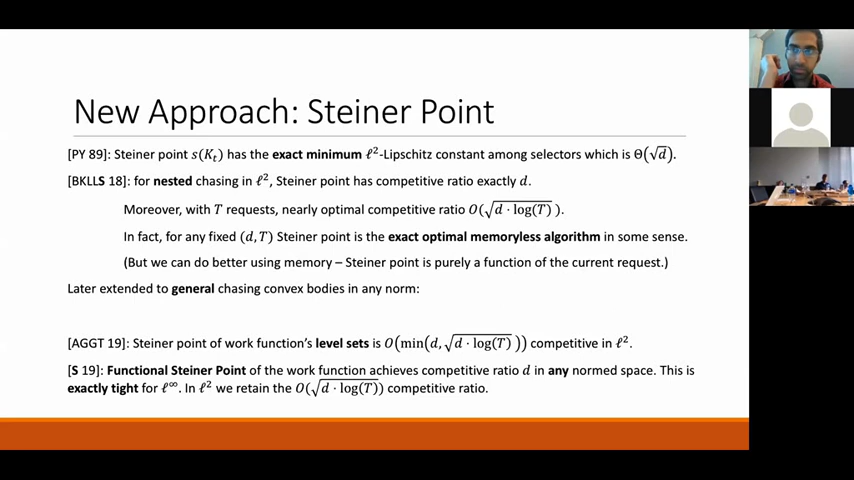 New Approach: Steiner Point
[PY 89]: Steiner point s(K_t) has the exact minimum ℓ²-Lipschitz constant among selectors which is Θ(√d).
[BKLLS 18]: for nested chasing in ℓ², Steiner point has competitive ratio exactly d.
Moreover, with T requests, nearly optimal competitive ratio O(√(d · log(T))).
In fact, for any fixed (d, T) Steiner point is the exact optimal memoryless algorithm in some sense.
(But we can do better using memory – Steiner point is purely a function of the current request.)
Later extended to general chasing convex bodies in any norm:
[AGGT 19]: Steiner point of work function's level sets is O(min(d, √(d · log(T)))) competitive in ℓ².
[S 19]: Functional Steiner Point of the work function achieves competitive ratio d in any normed space. This is
exactly tight for ℓ^∞. In ℓ² we retain the O(√(d · log(T))) competitive ratio.